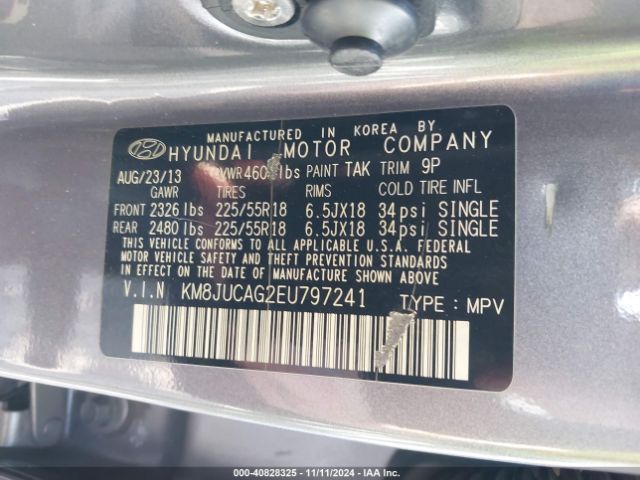 MANUFACTURED IN KOREA BY
HYUNDAI MOTOR COMPANY
AUG/23/13 lbs PAINT TAK TRIM 9P
GAWR TIRES RIMS COLD TIRE INFL
FRONT 2326 lbs 225/55R18 6.5JX18 34psi SINGLE
REAR 2480 lbs 225/55R18 6.5JX18 34psi SINGLE
THIS VEHICLE CONFORMS TO ALL APPLICABLE U.S.A. FEDERAL
MOTOR VEHICLE SAFETY AND THEFT PREVENTION STANDARDS
IN EFFECT ON THE DATE OF MANUFACTURE SHOWN ABOVE.
V.I.N KM8JUCAG2EU797241 TYPE : MPV
000-40828325 - 11/11/2024 - IAA Inc.